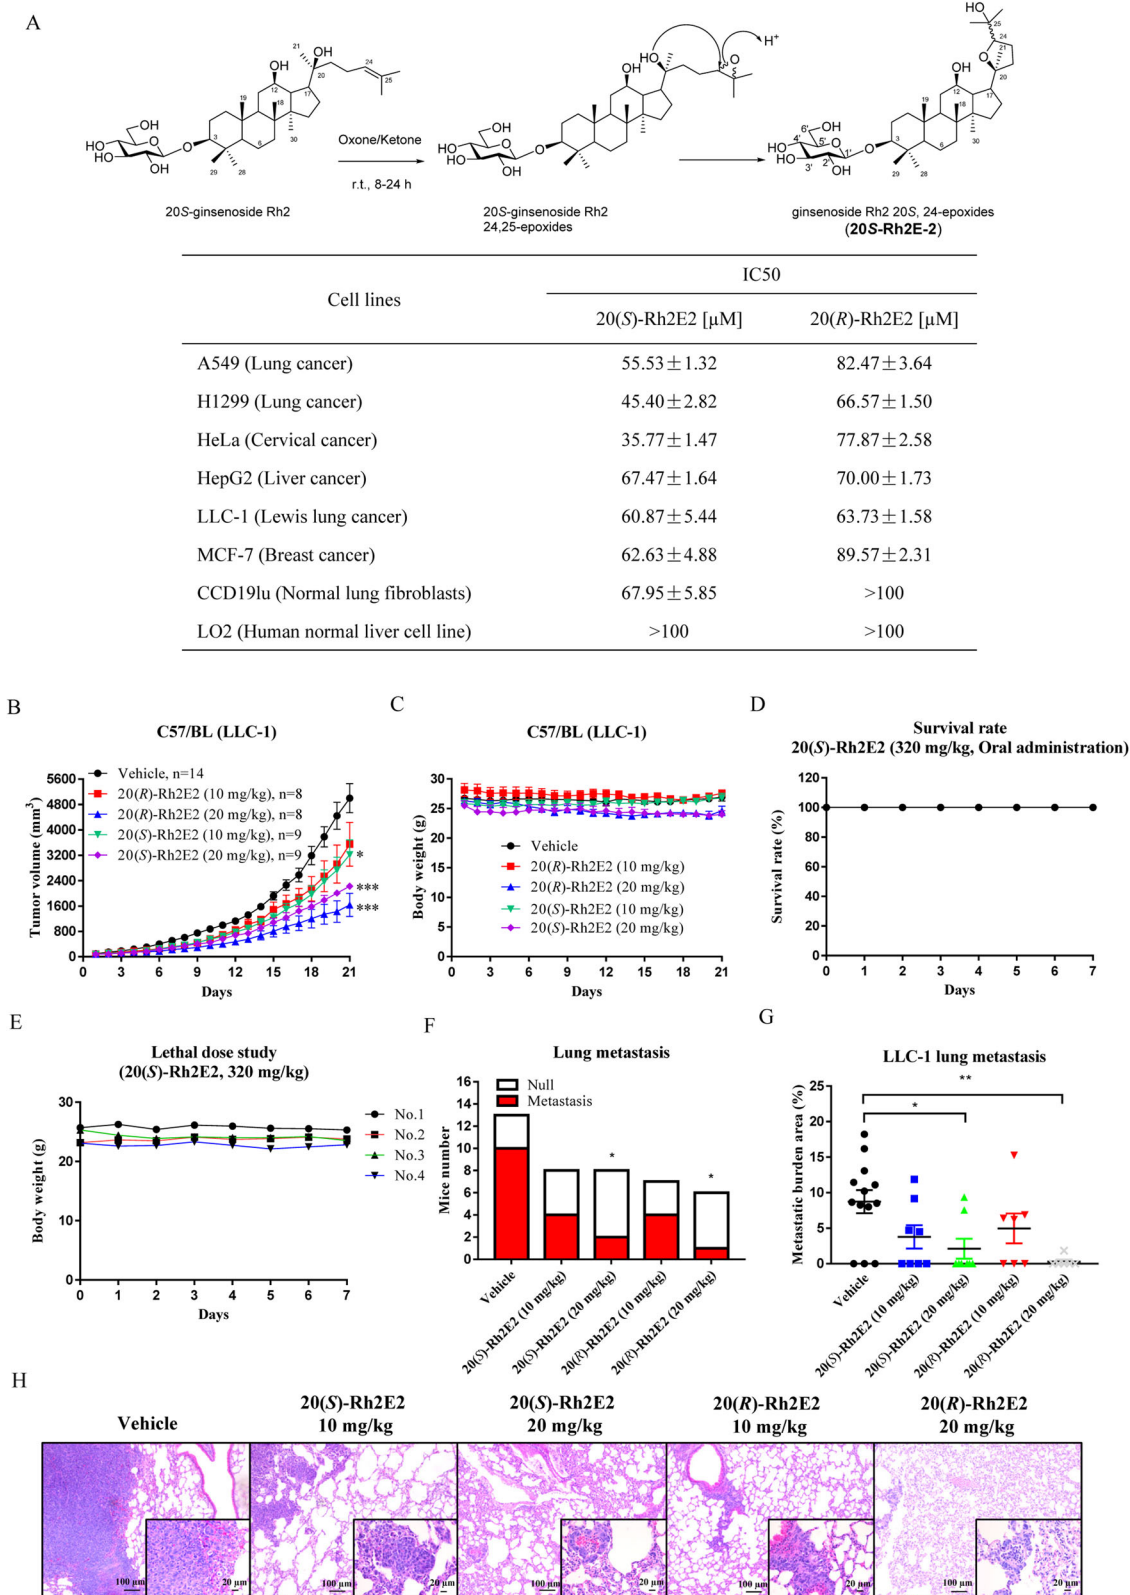 A
HO
25
24
21
O
20
OH
12
17
19
18
30
3
6
29
28
6'
OH
4'
5'
HO
O
1'
3'
2'
OH
21
OH
20
24
25
OH
12
17
19
18
30
3
6
29
28
OH
HO
HO
OH
O
O
HO
OH
O
H+
OH
HO
HO
OH
O
O
Oxone/Ketone
r.t., 8-24 h
20S-ginsenoside Rh2
20S-ginsenoside Rh2
24,25-epoxides
ginsenoside Rh2 20S, 24-epoxides
(20S-Rh2E-2)
Cell lines
IC50
20(S)-Rh2E2 [µM] 20(R)-Rh2E2 [µM]
A549 (Lung cancer) 55.53±1.32 82.47±3.64
H1299 (Lung cancer) 45.40±2.82 66.57±1.50
HeLa (Cervical cancer) 35.77±1.47 77.87±2.58
HepG2 (Liver cancer) 67.47±1.64 70.00±1.73
LLC-1 (Lewis lung cancer) 60.87±5.44 63.73±1.58
MCF-7 (Breast cancer) 62.63±4.88 89.57±2.31
CCD19lu (Normal lung fibroblasts) 67.95±5.85 >100
LO2 (Human normal liver cell line) >100 >100
B
C57/BL (LLC-1)
Vehicle, n=14
20(R)-Rh2E2 (10 mg/kg), n=8
20(R)-Rh2E2 (20 mg/kg), n=8
20(S)-Rh2E2 (10 mg/kg), n=9
20(S)-Rh2E2 (20 mg/kg), n=9
Tumor volume (mm³)
5600
4800
4000
3200
2400
1600
800
0
0 3 6 9 12 15 18 21
Days
*
***
***
C
C57/BL (LLC-1)
Body weight (g)
30
25
20
15
10
5
0
Vehicle
20(R)-Rh2E2 (10 mg/kg)
20(R)-Rh2E2 (20 mg/kg)
20(S)-Rh2E2 (10 mg/kg)
20(S)-Rh2E2 (20 mg/kg)
0 3 6 9 12 15 18 21
Days
D
Survival rate
20(S)-Rh2E2 (320 mg/kg, Oral administration)
Survival rate (%)
120
100
80
60
40
20
0
0 1 2 3 4 5 6 7
Days
E
Lethal dose study
(20(S)-Rh2E2, 320 mg/kg)
Body weight (g)
30
20
10
0
No.1
No.2
No.3
No.4
0 1 2 3 4 5 6 7
Days
F
Lung metastasis
Null
Metastasis
Mice number
16
14
12
10
8
6
4
2
0
*
*
Vehicle
20(S)-Rh2E2 (10 mg/kg)
20(S)-Rh2E2 (20 mg/kg)
20(R)-Rh2E2 (10 mg/kg)
20(R)-Rh2E2 (20 mg/kg)
G
LLC-1 lung metastasis
Metastatic burden area (%)
25
20
15
10
5
0
**
*
Vehicle
20(S)-Rh2E2 (10 mg/kg)
20(S)-Rh2E2 (20 mg/kg)
20(R)-Rh2E2 (10 mg/kg)
20(R)-Rh2E2 (20 mg/kg)
H
Vehicle
20(S)-Rh2E2
10 mg/kg
20(S)-Rh2E2
20 mg/kg
20(R)-Rh2E2
10 mg/kg
20(R)-Rh2E2
20 mg/kg
100 µm 20 µm
100 µm 20 µm
100 µm 20 µm
100 µm 20 µm
100 µm 20 µm